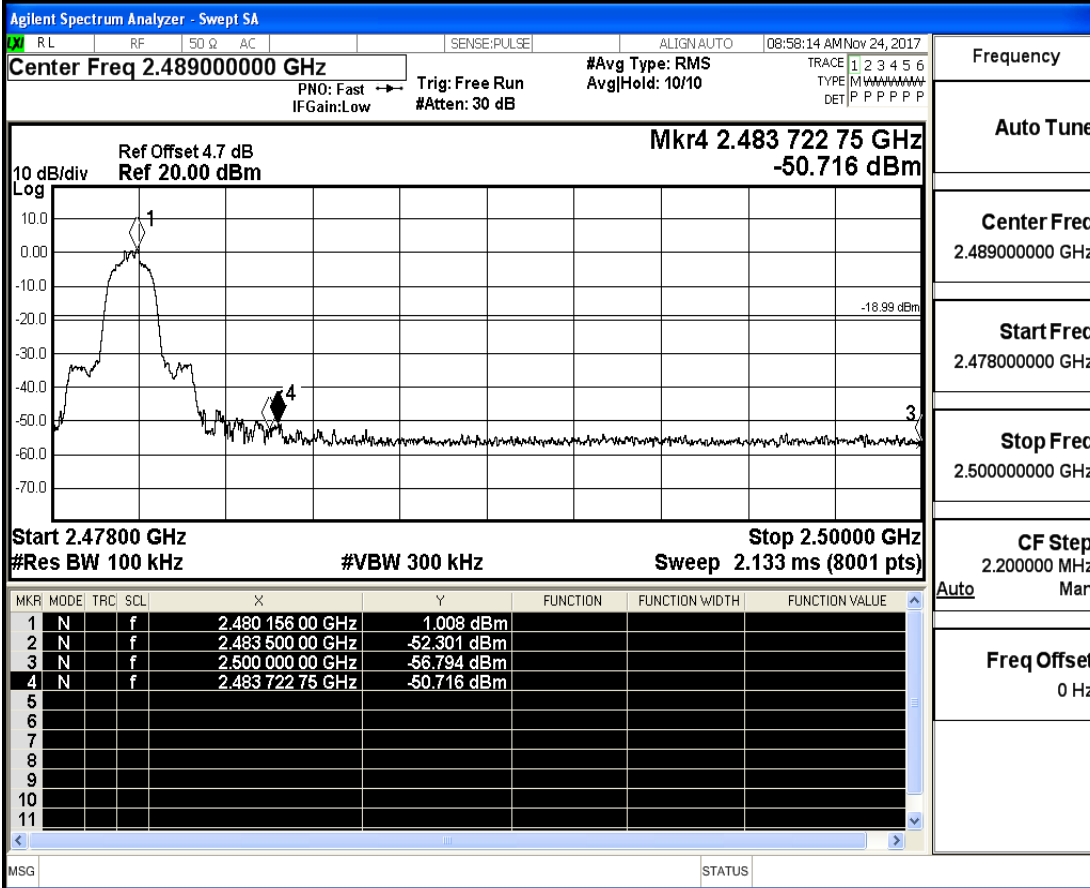 Agilent Spectrum Analyzer - Swept SA
LXI RL RF 50 Ω AC SENSE:PULSE ALIGN AUTO 08:58:14 AM Nov 24, 2017
Center Freq 2.489000000 GHz
PNO: Fast
IFGain:Low
Trig: Free Run
#Atten: 30 dB
#Avg Type: RMS
Avg|Hold: 10/10
TRACE 1 2 3 4 5 6
TYPE M W W W W W
DET P P P P P P
Mkr4 2.483 722 75 GHz
-50.716 dBm
Ref Offset 4.7 dB
10 dB/div Ref 20.00 dBm
Log
10.0
0.00
-10.0
-20.0
-30.0
-40.0
-50.0
-60.0
-70.0
1
-18.99 dBm
4
3
Start 2.47800 GHz Stop 2.50000 GHz
#Res BW 100 kHz #VBW 300 kHz Sweep 2.133 ms (8001 pts)
MKR MODE TRC SCL X Y FUNCTION FUNCTION WIDTH FUNCTION VALUE
1 N f 2.480 156 00 GHz 1.008 dBm
2 N f 2.483 500 00 GHz -52.301 dBm
3 N f 2.500 000 00 GHz -56.794 dBm
4 N f 2.483 722 75 GHz -50.716 dBm
5
6
7
8
9
10
11
MSG STATUS
Frequency
Auto Tune
Center Freq
2.489000000 GHz
Start Freq
2.478000000 GHz
Stop Freq
2.500000000 GHz
CF Step
2.200000 MHz
Auto Man
Freq Offset
0 Hz